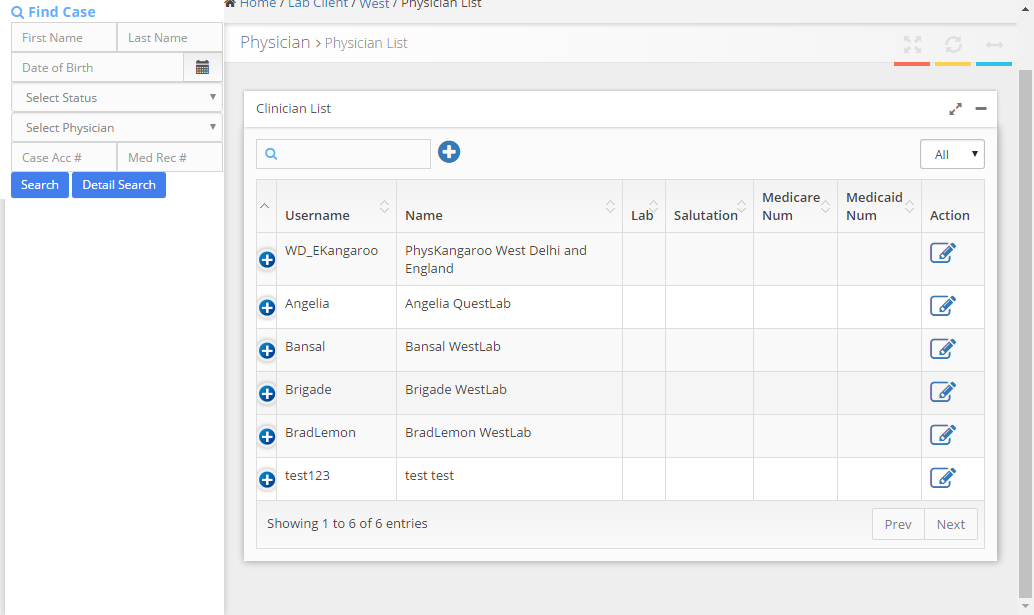 Find Case
First Name Last Name
Date of Birth
Select Status
Select Physician
Case Acc # Med Rec #
Search Detail Search
Home / Lab Client / West / Physician List
Physician > Physician List
Clinician List
All
Username Name Lab Salutation Medicare Num Medicaid Num Action
WD_EKangaroo PhysKangaroo West Delhi and
England
Angelia Angelia QuestLab
Bansal Bansal WestLab
Brigade Brigade WestLab
BradLemon BradLemon WestLab
test123 test test
Showing 1 to 6 of 6 entries Prev Next